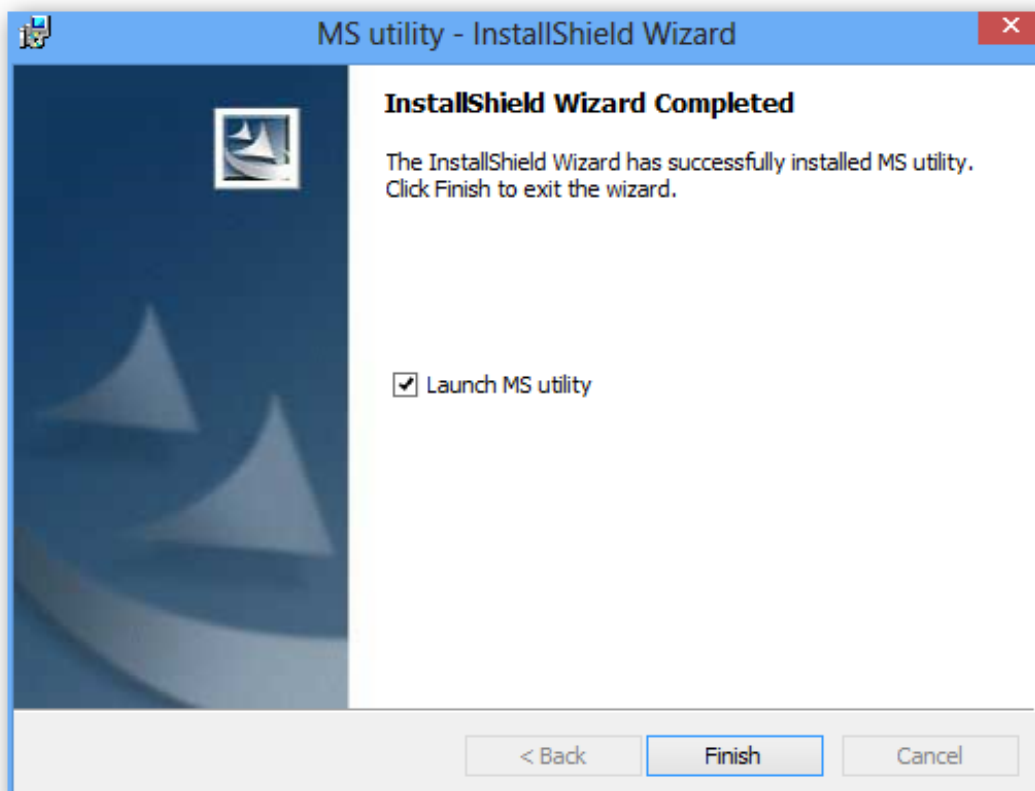 MS utility - InstallShield Wizard
InstallShield Wizard Completed
The InstallShield Wizard has successfully installed MS utility.
Click Finish to exit the wizard.
Launch MS utility
< Back
Finish
Cancel